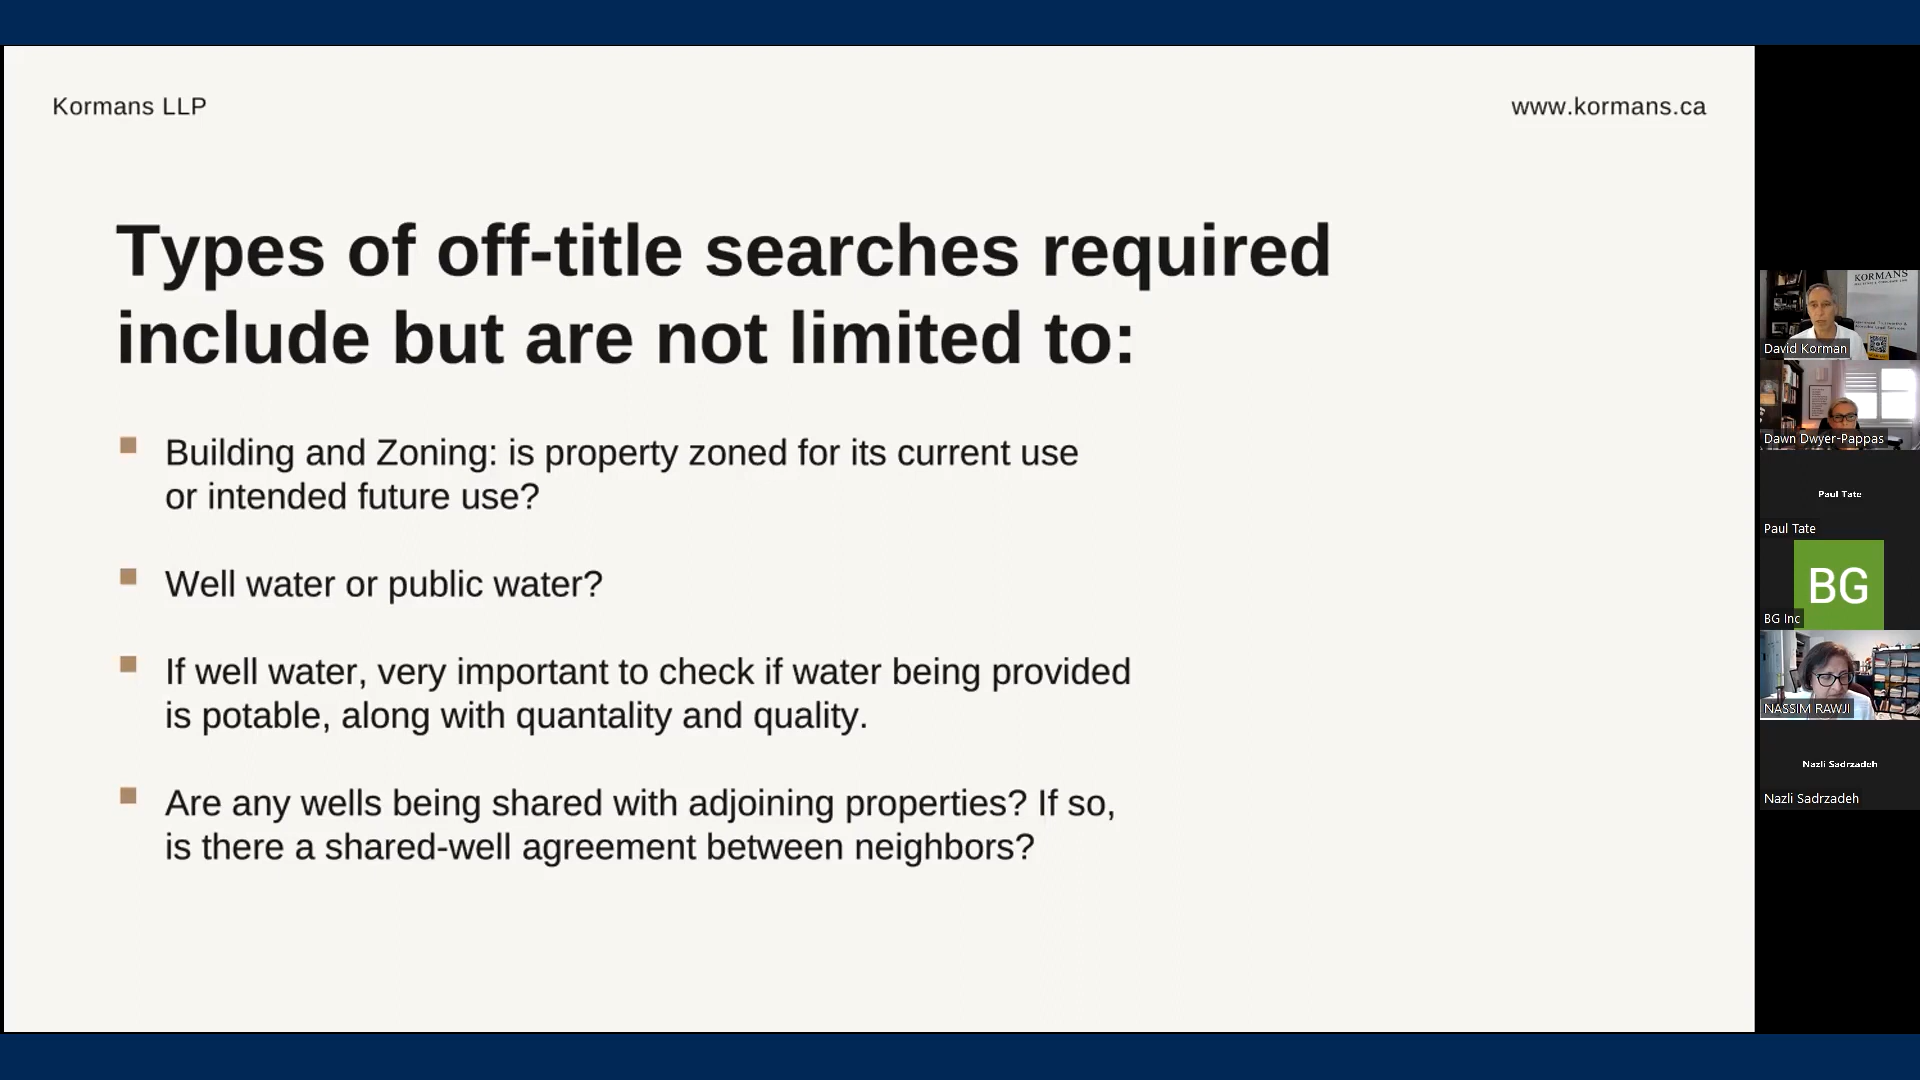 Kormans LLP
www.kormans.ca
Types of off-title searches required
include but are not limited to:
Building and Zoning: is property zoned for its current use
or intended future use?
Well water or public water?
If well water, very important to check if water being provided
is potable, along with quantality and quality.
Are any wells being shared with adjoining properties? If so,
is there a shared-well agreement between neighbors?
KORMANS
David Korman
Dawn Dwyer-Pappas
Paul Tate
Paul Tate
BG
BG Inc
NASSIM RAWJI
Nazli Sadrzadeh
Nazli Sadrzadeh